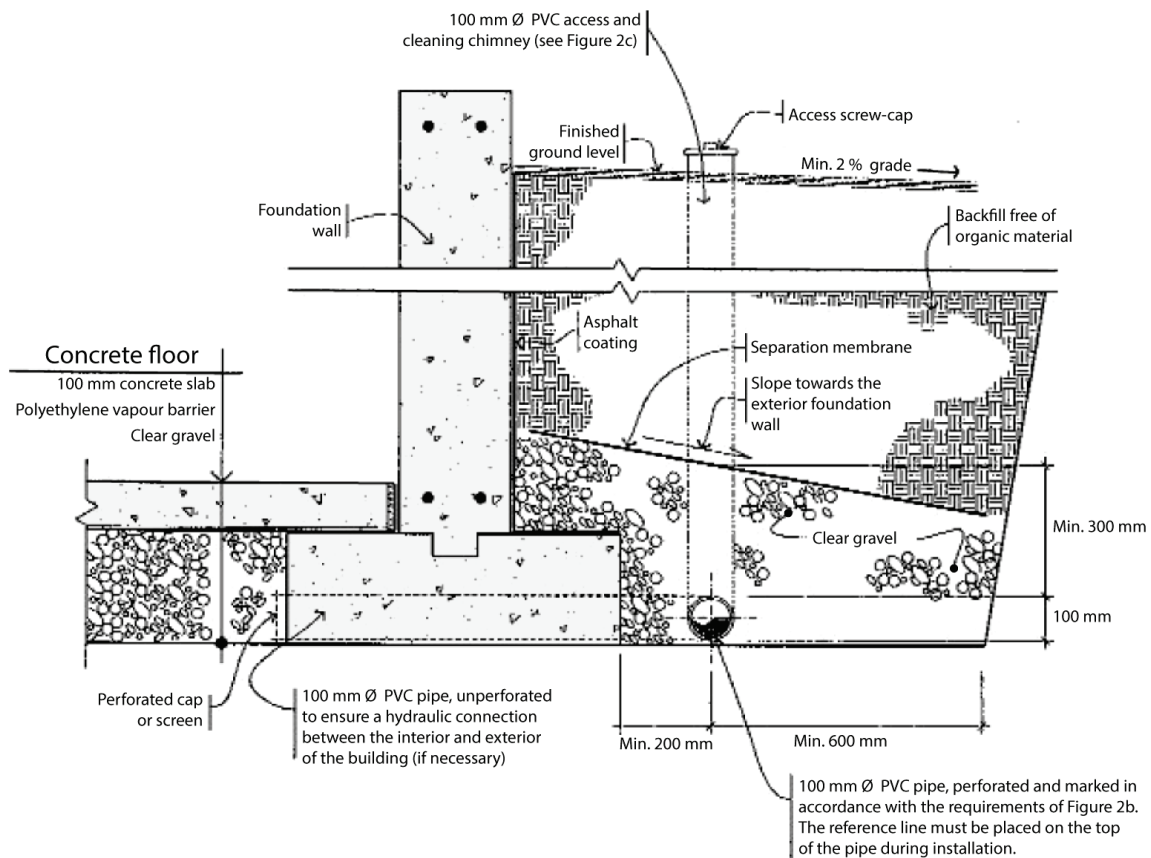 100 mm Ø PVC access and
cleaning chimney (see Figure 2c)
Access screw-cap
Finished
ground level
Min. 2 % grade
Foundation
wall
Backfill free of
organic material
Asphalt
coating
Separation membrane
Slope towards the
exterior foundation
wall
Concrete floor
100 mm concrete slab
Polyethylene vapour barrier
Clear gravel
Clear gravel
Min. 300 mm
100 mm
Perforated cap
or screen
100 mm Ø PVC pipe, unperforated
to ensure a hydraulic connection
between the interior and exterior
of the building (if necessary)
Min. 200 mm
Min. 600 mm
100 mm Ø PVC pipe, perforated and marked in
accordance with the requirements of Figure 2b.
The reference line must be placed on the top
of the pipe during installation.